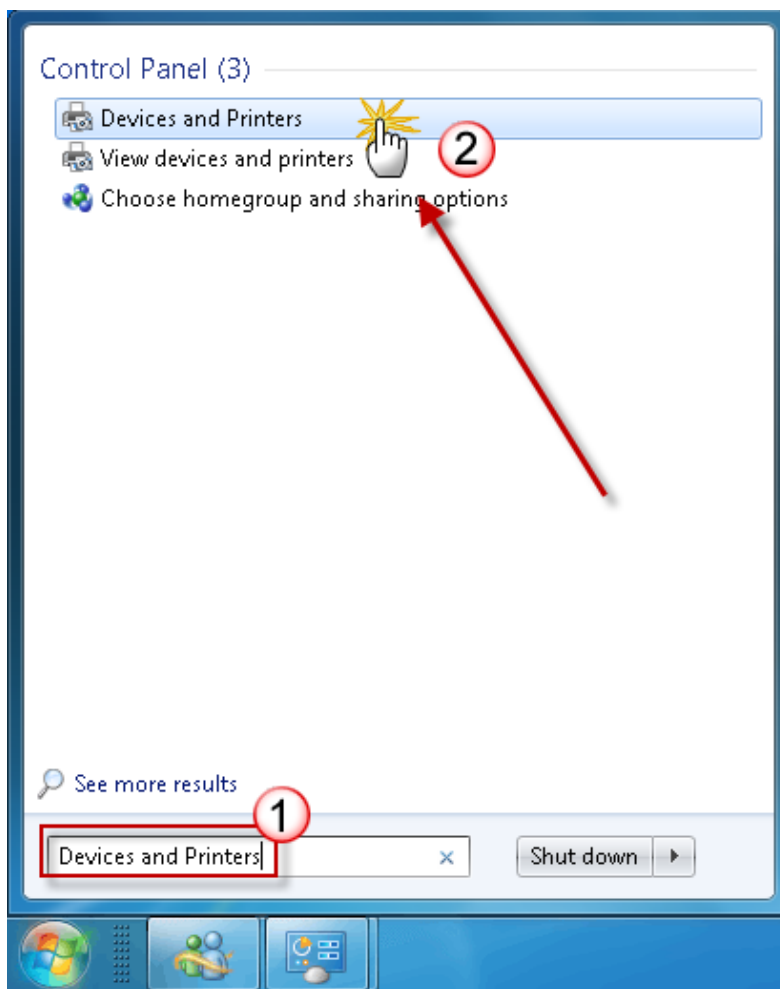 Control Panel (3)
Devices and Printers
2
View devices and printers
Choose homegroup and sharing options
See more results
1
Devices and Printers
Shut down